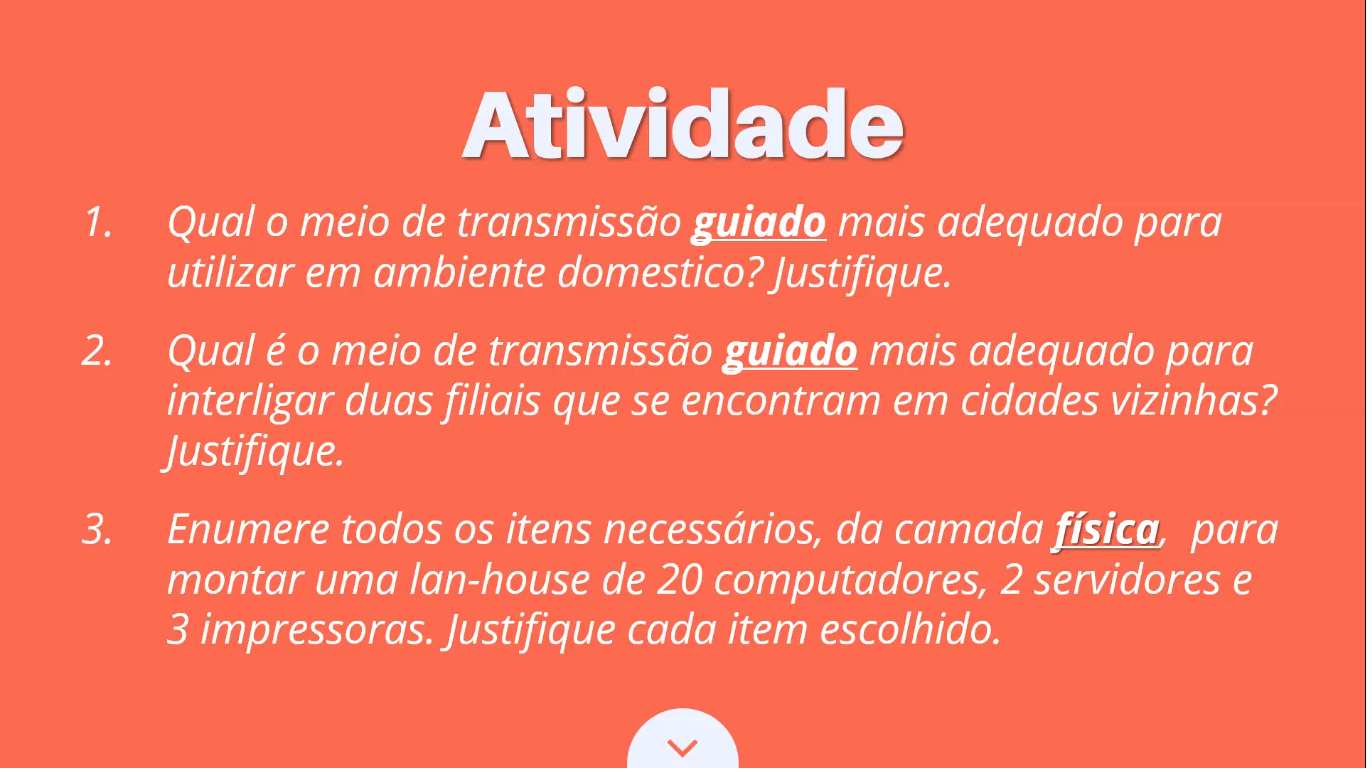 Atividade
1. Qual o meio de transmissão guiado mais adequado para
utilizar em ambiente domestico? Justifique.
2. Qual é o meio de transmissão guiado mais adequado para
interligar duas filiais que se encontram em cidades vizinhas?
Justifique.
3. Enumere todos os itens necessários, da camada física, para
montar uma lan-house de 20 computadores, 2 servidores e
3 impressoras. Justifique cada item escolhido.